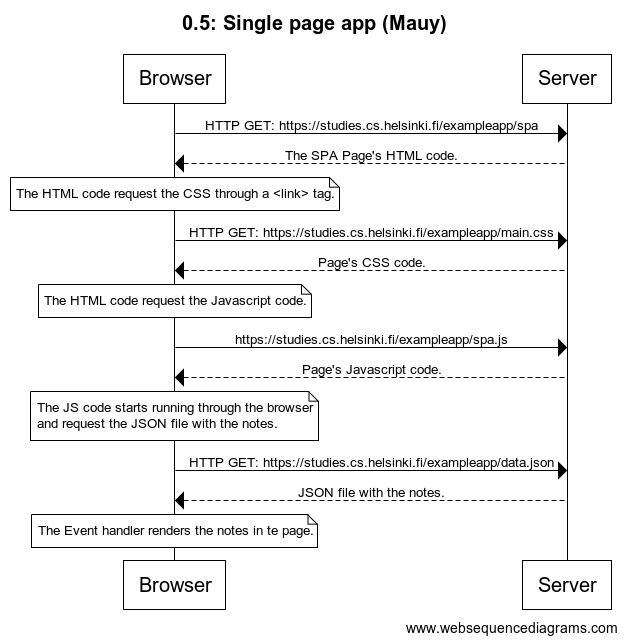 0.5: Single page app (Mauy)
Browser
Server
HTTP GET: https://studies.cs.helsinki.fi/exampleapp/spa
The SPA Page's HTML code.
The HTML code request the CSS through a <link> tag.
HTTP GET: https://studies.cs.helsinki.fi/exampleapp/main.css
Page's CSS code.
The HTML code request the Javascript code.
https://studies.cs.helsinki.fi/exampleapp/spa.js
Page's Javascript code.
The JS code starts running through the browser
and request the JSON file with the notes.
HTTP GET: https://studies.cs.helsinki.fi/exampleapp/data.json
JSON file with the notes.
The Event handler renders the notes in te page.
Browser
Server
www.websequencediagrams.com